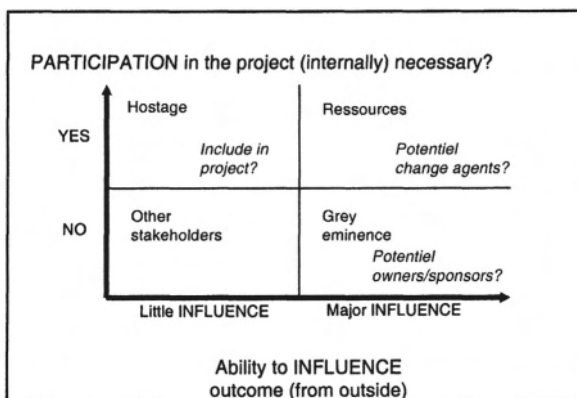 PARTICIPATION in the project (internally) necessary?
Hostage
Ressources
YES
Include in
project?
Potentiel
change agents?
NO
Other
stakeholders
Grey
eminence
Potentiel
owners/sponsors?
Little INFLUENCE
Major INFLUENCE
Ability to INFLUENCE
outcome (from outside)